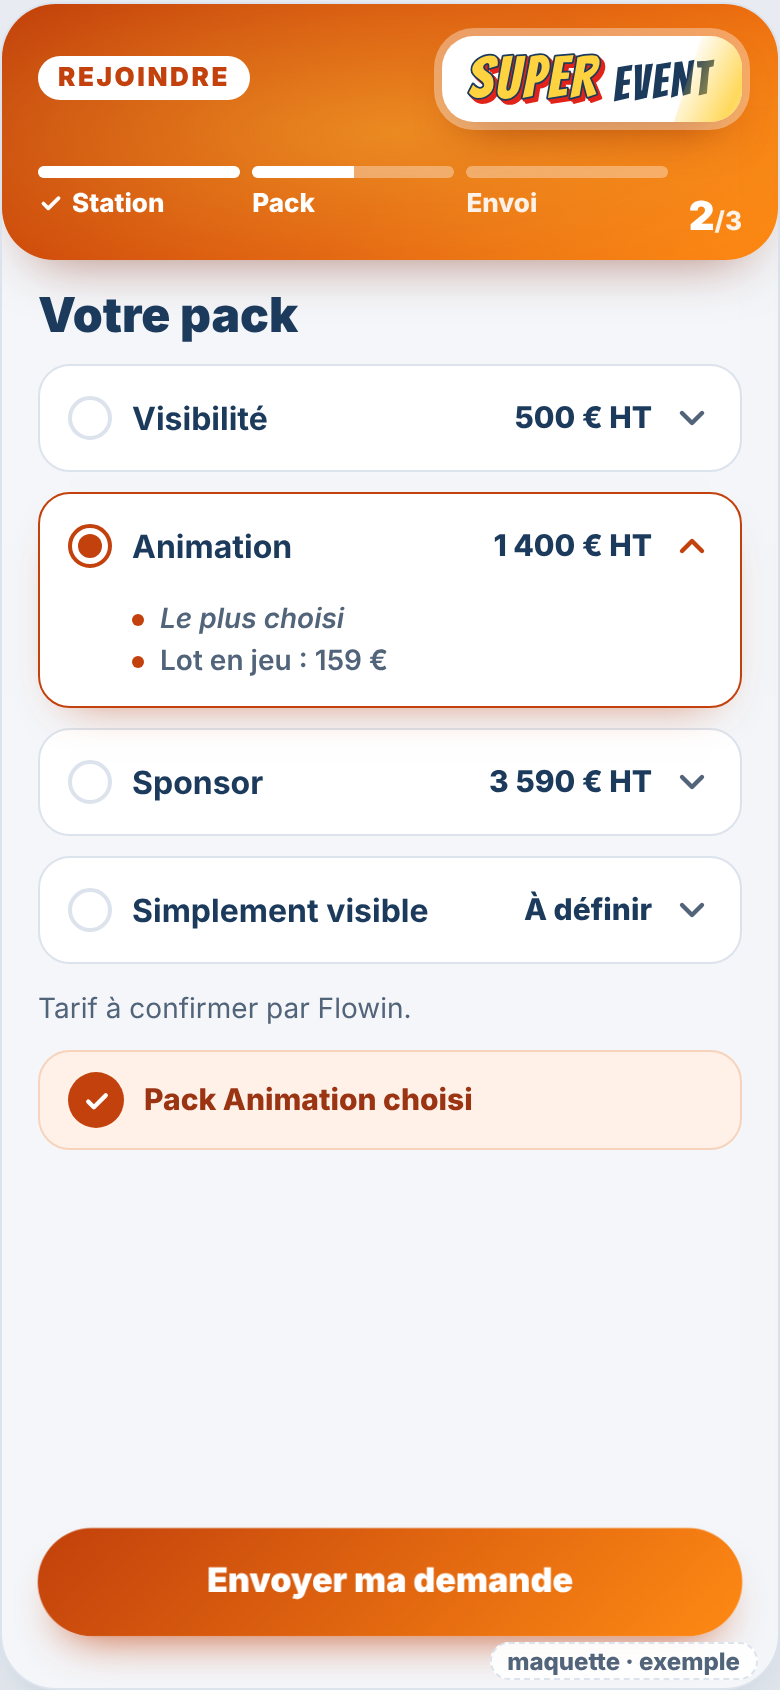 REJOINDRE
SUPER EVENT
Station
Pack
Envoi
2/3
Votre pack
Visibilité
500 € HT
Animation
1 400 € HT
Le plus choisi
Lot en jeu : 159 €
Sponsor
3 590 € HT
Simplement visible
À définir
Tarif à confirmer par Flowin.
Pack Animation choisi
Envoyer ma demande
maquette · exemple